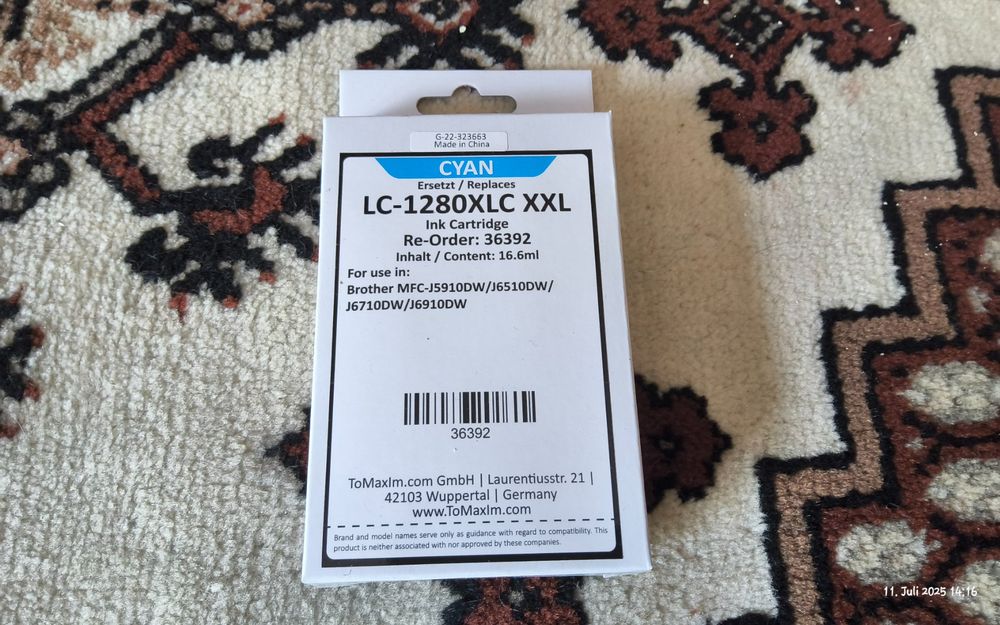 G-22-323663
Made in China
CYAN
Ersetzt / Replaces
LC-1280XLC XXL
Ink Cartridge
Re-Order: 36392
Inhalt / Content: 16.6ml
For use in:
Brother MFC-J5910DW/J6510DW/
J6710DW/J6910DW
36392
ToMaxIm.com GmbH | Laurentiusstr. 21 |
42103 Wuppertal | Germany
www.ToMaxIm.com
Brand and model names serve only as guidance with regard to compatibility. This
product is neither associated with nor approved by these companies.
11. Juli 2025 14:16